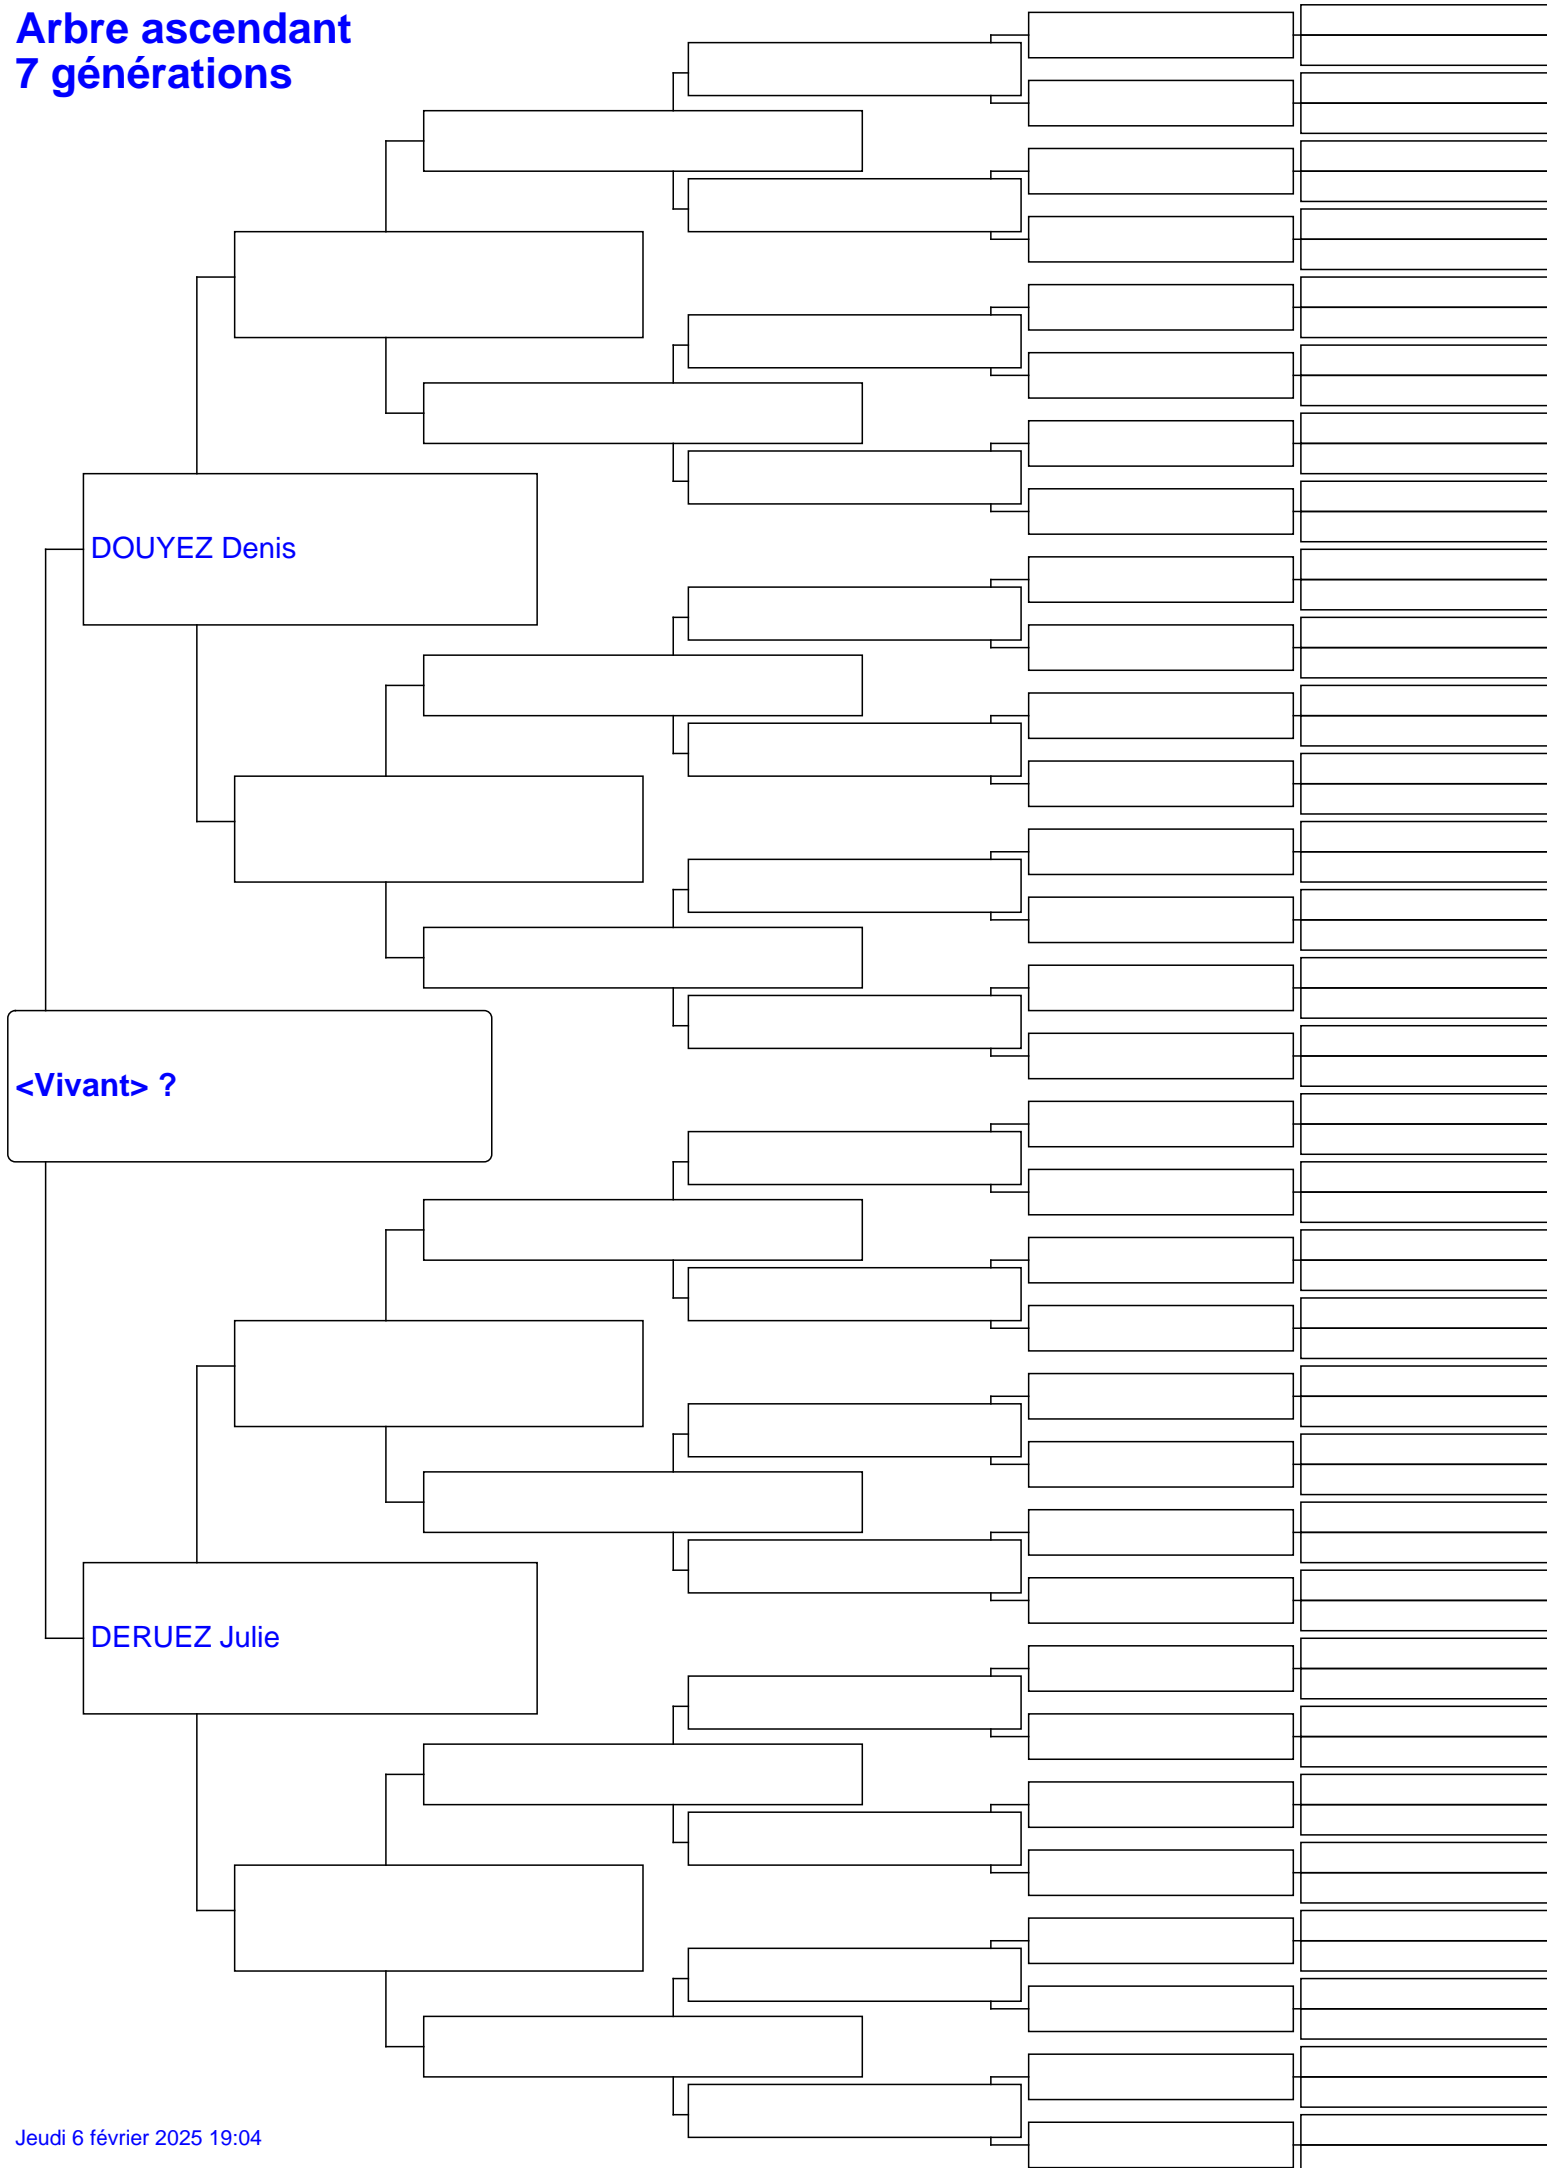 Arbre ascendant
7 générations
DOUYEZ Denis
<Vivant> ?
DERUEZ Julie
Jeudi 6 février 2025 19:04